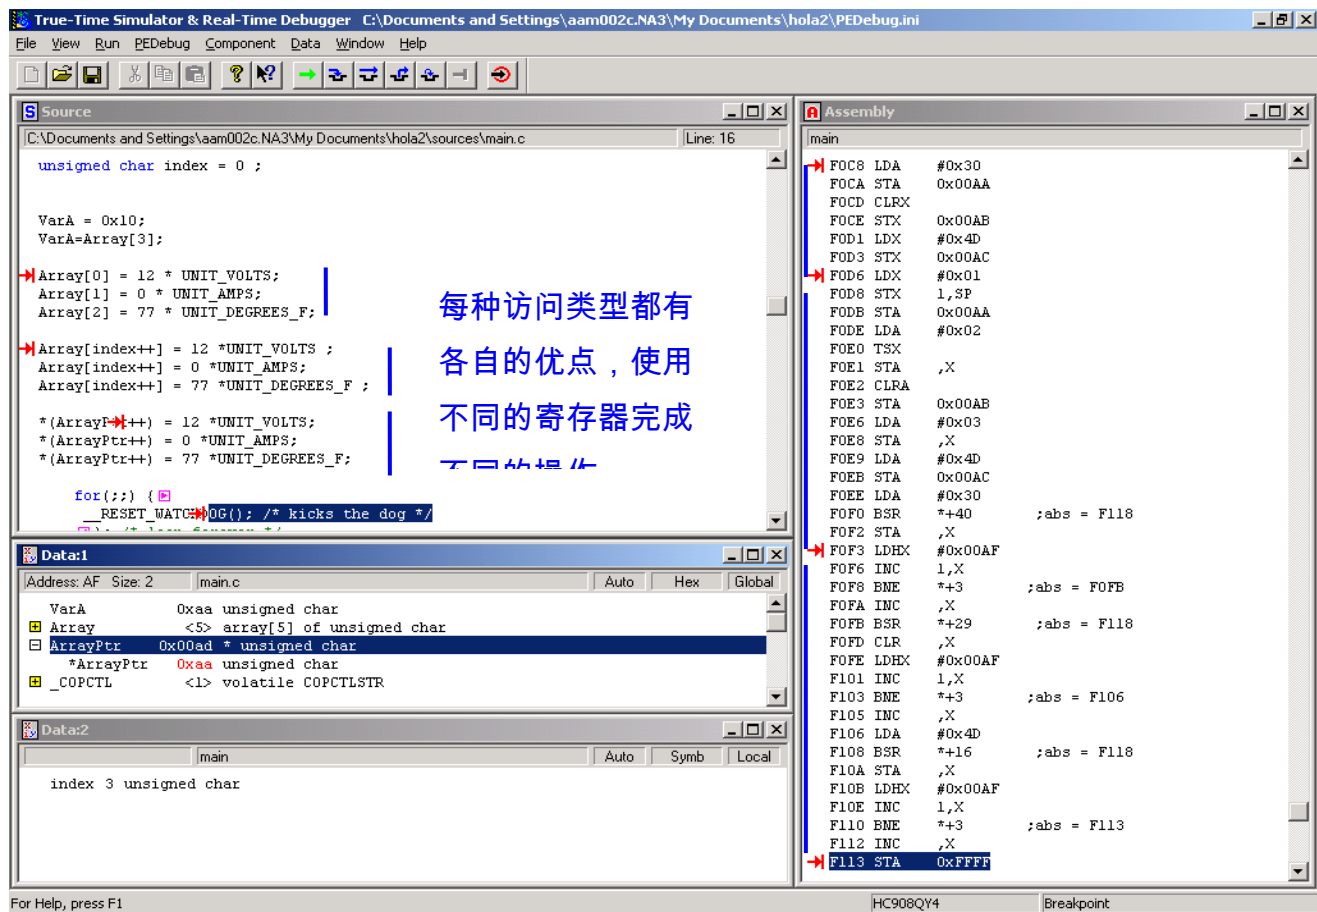 True-Time Simulator & Real-Time Debugger   C:\Documents and Settings\aam002c.NA3\My Documents\hola2\PEDebug.ini
File View Run PEDebug Component Data Window Help
Source
C:\Documents and Settings\aam002c.NA3\My Documents\hola2\sources\main.c Line: 16
unsigned char index = 0 ;
VarA = 0x10;
VarA=Array[3];
Array[0] = 12 * UNIT_VOLTS;
Array[1] = 0 * UNIT_AMPS;
Array[2] = 77 * UNIT_DEGREES_F;
Array[index++] = 12 *UNIT_VOLTS ;
Array[index++] = 0 *UNIT_AMPS;
Array[index++] = 77 *UNIT_DEGREES_F ;
*(ArrayPtr++) = 12 *UNIT_VOLTS;
*(ArrayPtr++) = 0 *UNIT_AMPS;
*(ArrayPtr++) = 77 *UNIT_DEGREES_F;
for(;;) {
__RESET_WATCHDOG(); /* kicks the dog */
每种访问类型都有
各自的优点，使用
不同的寄存器完成
不同的操作
Data:1
Address: AF Size: 2 main.c Auto Hex Global
VarA 0xaa unsigned char
Array <5> array[5] of unsigned char
ArrayPtr 0x00ad * unsigned char
*ArrayPtr 0xaa unsigned char
_COPCTL <1> volatile COPCTLSTR
Data:2
main Auto Symb Local
index 3 unsigned char
Assembly
main
F0C8 LDA #0x30
F0CA STA 0x00AA
F0CD CLRX
F0CE STX 0x00AB
F0D1 LDX #0x4D
F0D3 STX 0x00AC
F0D6 LDX #0x01
F0D8 STX 1,SP
F0DB STA 0x00AA
F0DE LDA #0x02
F0E0 TSX
F0E1 STA ,X
F0E2 CLRA
F0E3 STA 0x00AB
F0E6 LDA #0x03
F0E8 STA ,X
F0E9 LDA #0x4D
F0EB STA 0x00AC
F0EE LDA #0x30
F0F0 BSR *+40 ;abs = F118
F0F2 STA ,X
F0F3 LDHX #0x00AF
F0F6 INC 1,X
F0F8 BNE *+3 ;abs = F0FB
F0FA INC ,X
F0FB BSR *+29 ;abs = F118
F0FD CLR ,X
F0FE LDHX #0x00AF
F101 INC 1,X
F103 BNE *+3 ;abs = F106
F105 INC ,X
F106 LDA #0x4D
F108 BSR *+16 ;abs = F118
F10A STA ,X
F10B LDHX #0x00AF
F10E INC 1,X
F110 BNE *+3 ;abs = F113
F112 INC ,X
F113 STA 0xFFFF
For Help, press F1 HC908QY4 Breakpoint